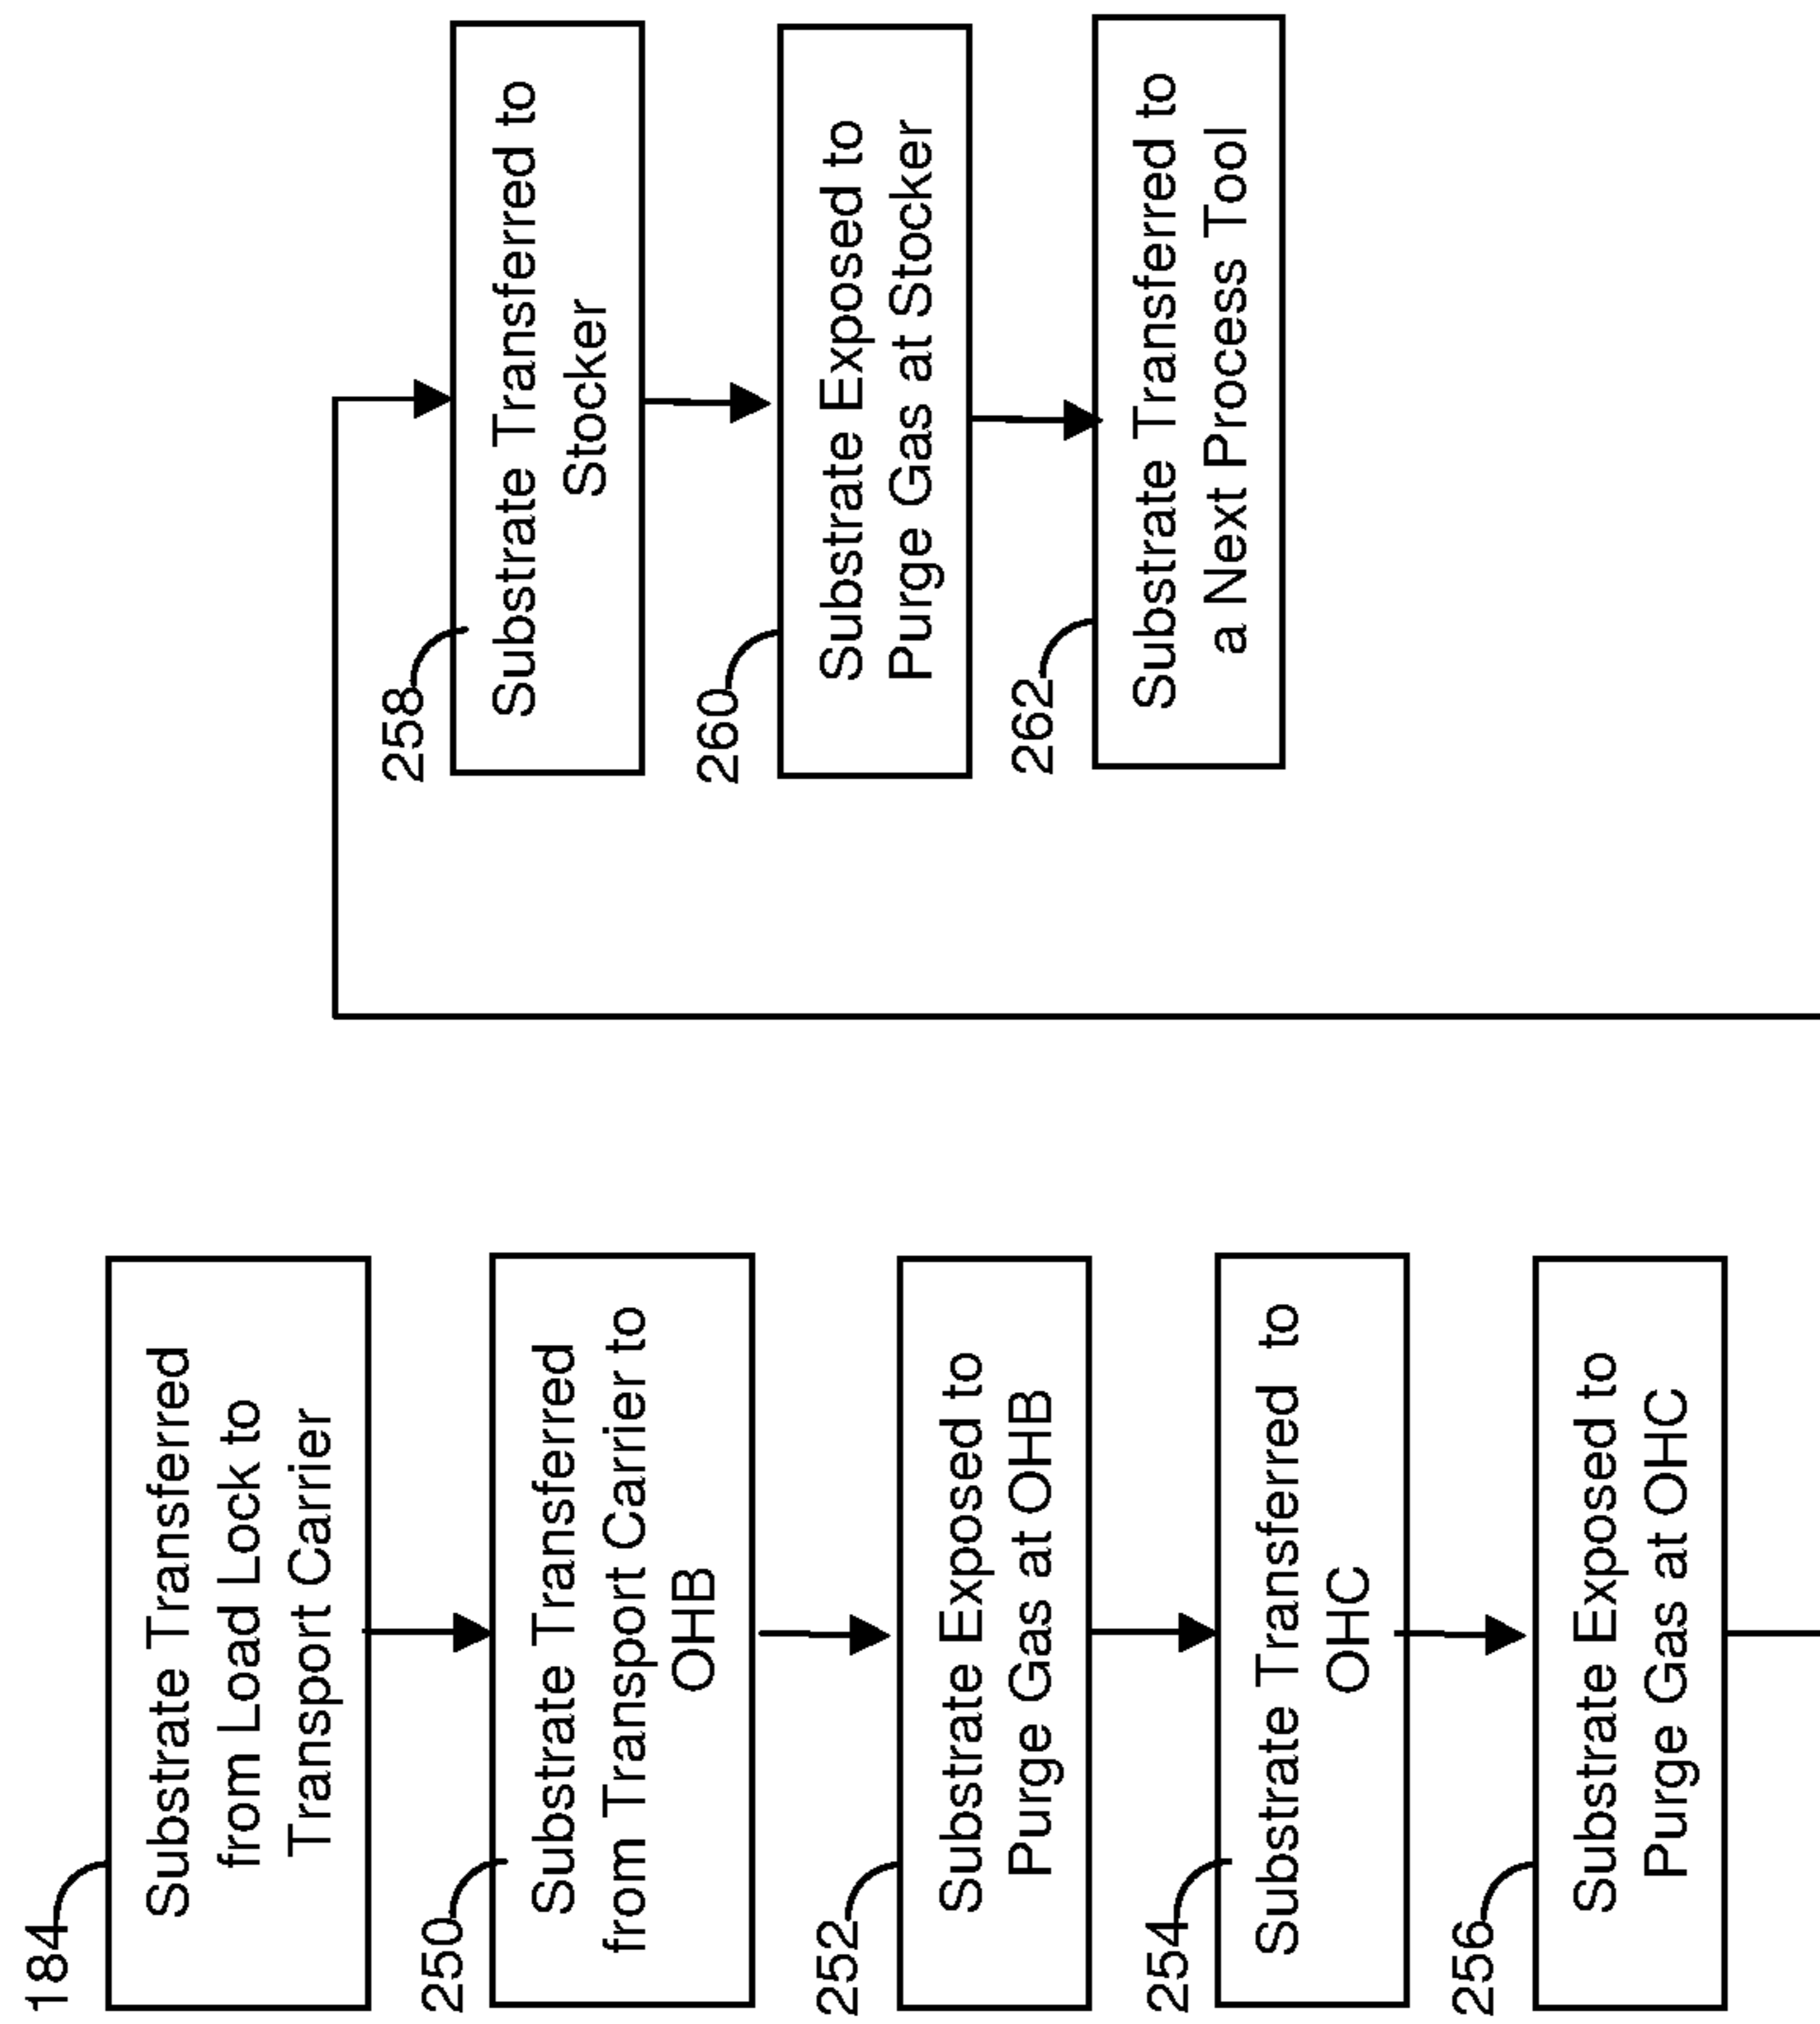 184
Substrate Transferred
from Load Lock to
Transport Carrier
250
Substrate Transferred
from Transport Carrier to
OHB
252
Substrate Exposed to
Purge Gas at OHB
254
Substrate Transferred to
OHC
256
Substrate Exposed to
Purge Gas at OHC
258
Substrate Transferred to
Stocker
260
Substrate Exposed to
Purge Gas at Stocker
262
Substrate Transferred to
a Next Process Tool